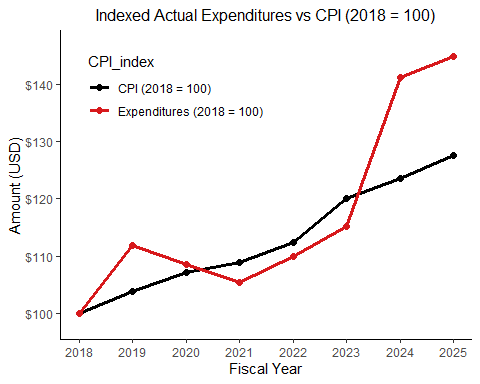 Indexed Actual Expenditures vs CPI (2018 = 100)
CPI_index
CPI (2018 = 100)
Expenditures (2018 = 100)
Amount (USD)
$140
$130
$120
$110
$100
2018 2019 2020 2021 2022 2023 2024 2025
Fiscal Year